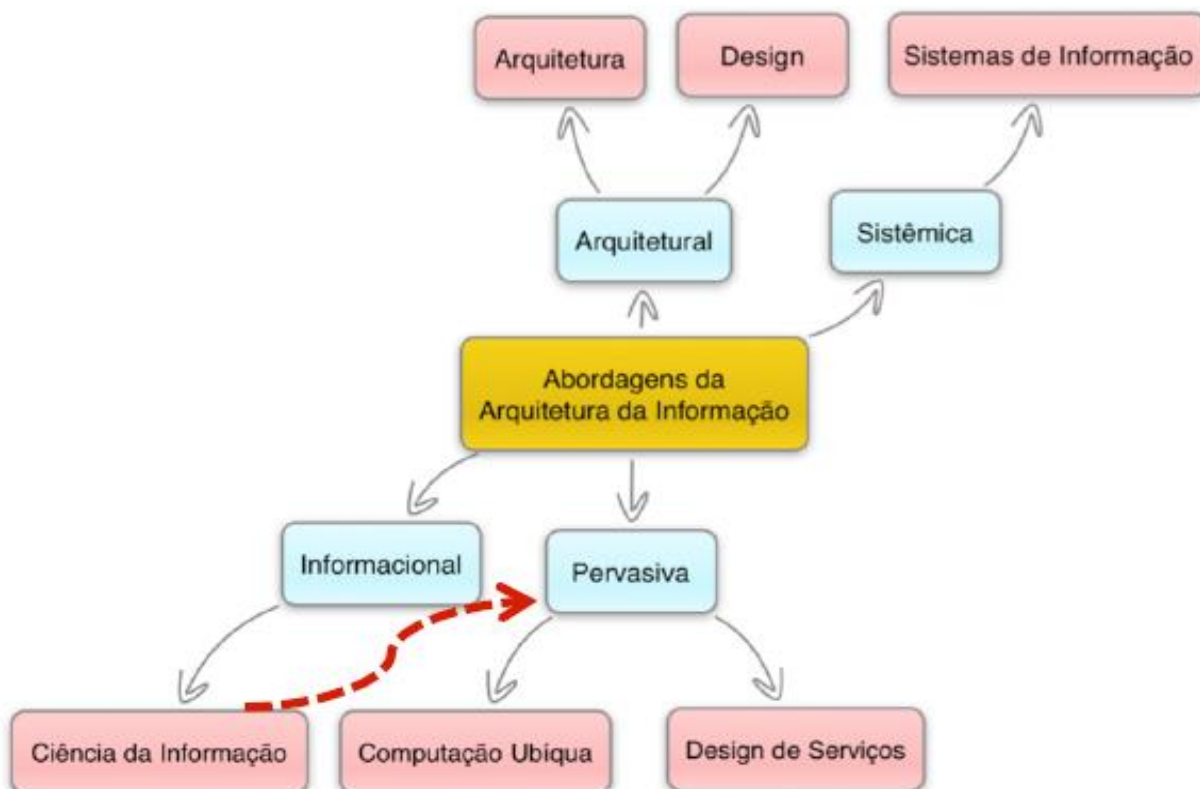 Arquitetura
Design
Sistemas de Informação
Arquitetural
Sistêmica
Abordagens da
Arquitetura da Informação
Informacional
Pervasiva
Ciência da Informação
Computação Ubíqua
Design de Serviços